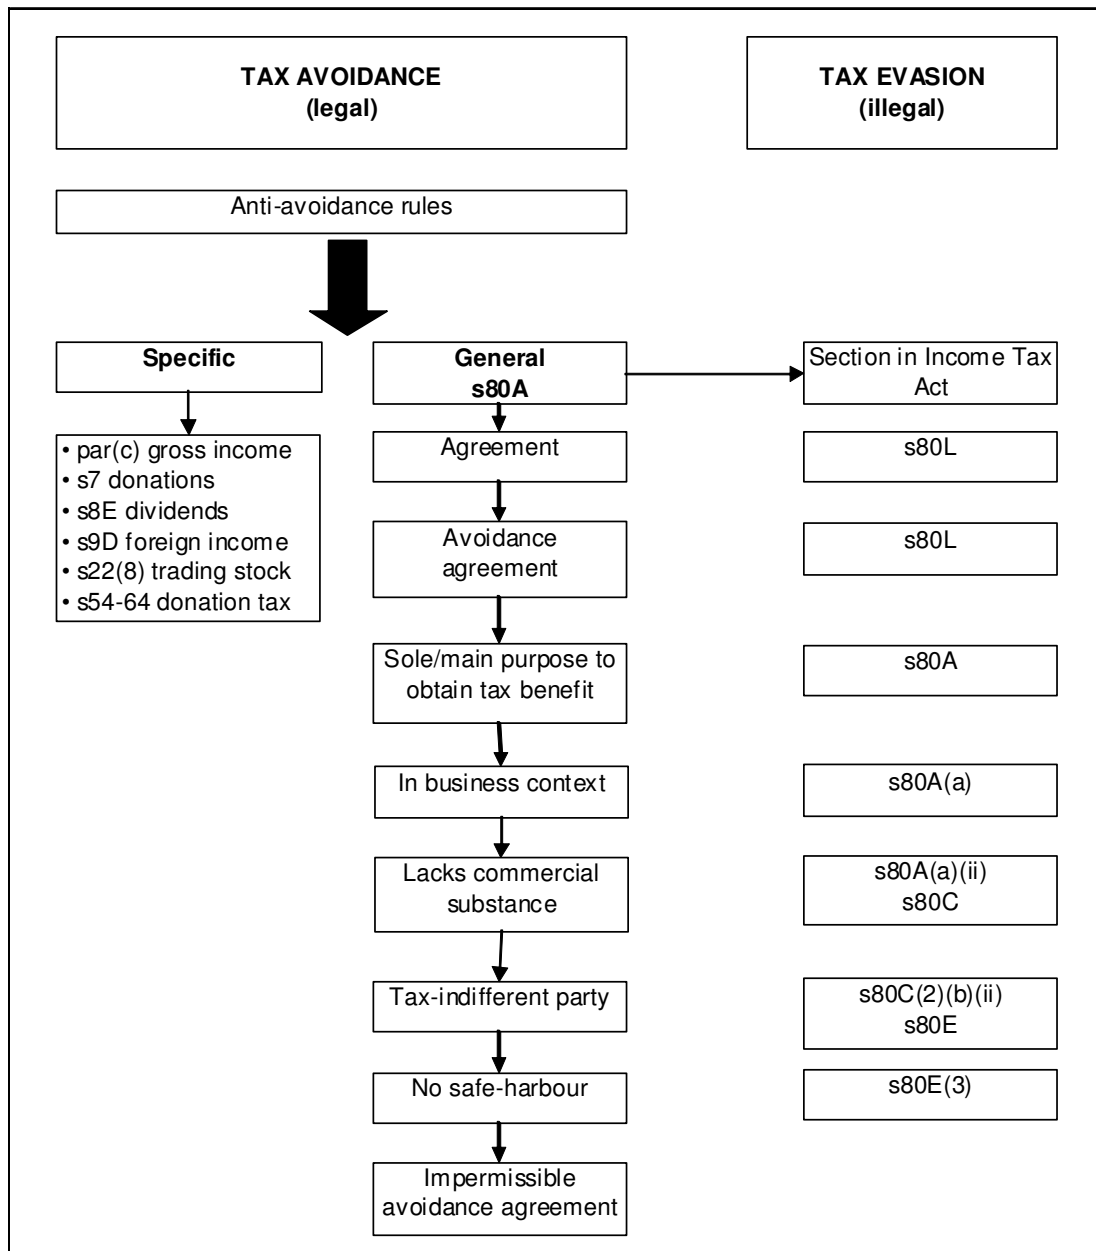 TAX AVOIDANCE
(legal)
TAX EVASION
(illegal)
Anti-avoidance rules
Specific
General
s80A
Section in Income Tax
Act
• par(c) gross income
• s7 donations
• s8E dividends
• s9D foreign income
• s22(8) trading stock
• s54-64 donation tax
Agreement
s80L
Avoidance
agreement
s80L
Sole/main purpose to
obtain tax benefit
s80A
In business context
s80A(a)
Lacks commercial
substance
s80A(a)(ii)
s80C
Tax-indifferent party
s80C(2)(b)(ii)
s80E
No safe-harbour
s80E(3)
Impermissible
avoidance agreement